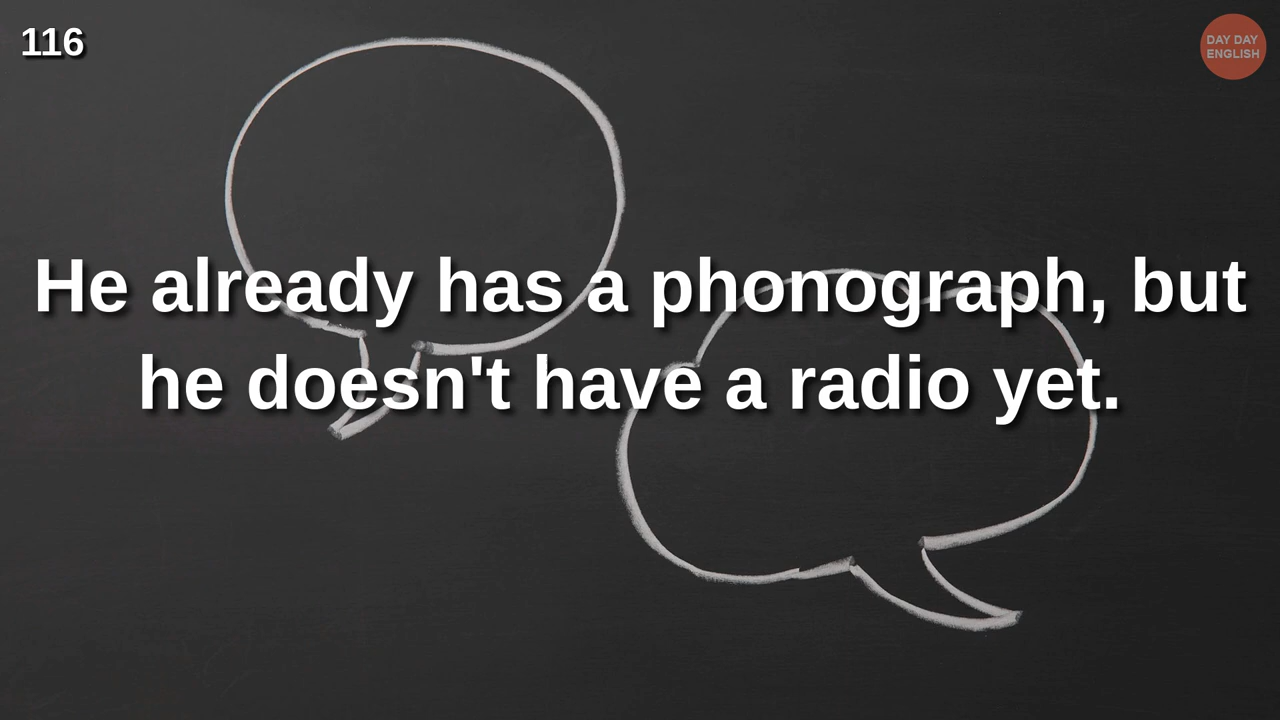 116
DAY DAY
ENGLISH
He already has a phonograph, but
he doesn't have a radio yet.